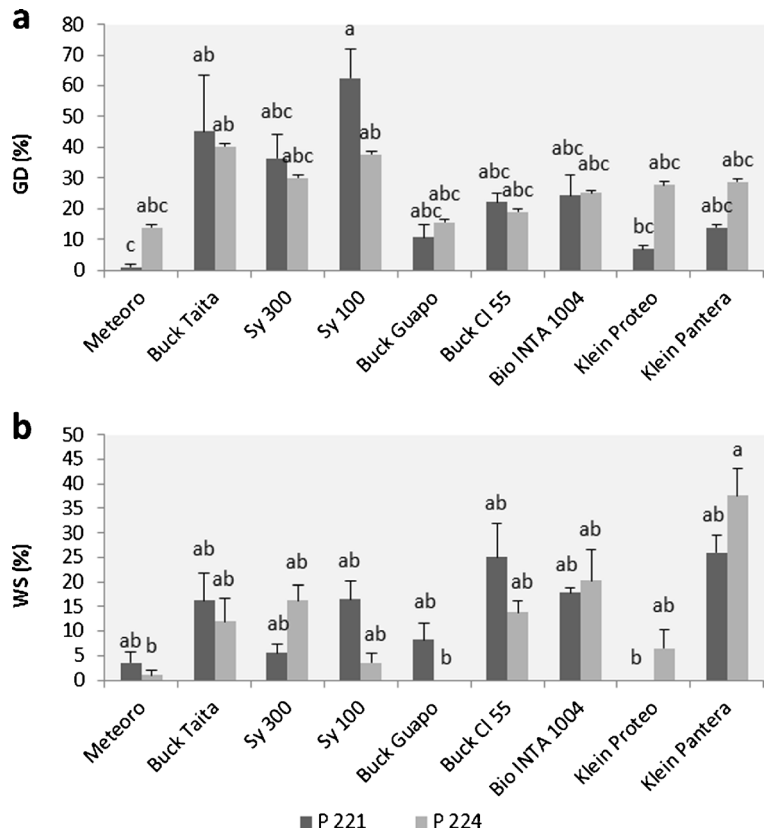 a
GD (%)
80
70
60
50
40
30
20
10
0
c
abc
ab
ab
abc
abc
a
ab
abc
abc
abc
abc
abc
abc
bc
abc
abc
abc
Meteoro
Buck Taita
Sy 300
Sy 100
Buck Guapo
Buck Cl 55
Bio INTA 1004
Klein Proteo
Klein Pantera
b
WS (%)
50
45
40
35
30
25
20
15
10
5
0
ab
b
ab
ab
ab
ab
ab
ab
ab
b
ab
ab
ab
ab
b
ab
ab
a
Meteoro
Buck Taita
Sy 300
Sy 100
Buck Guapo
Buck Cl 55
Bio INTA 1004
Klein Proteo
Klein Pantera
P 221
P 224